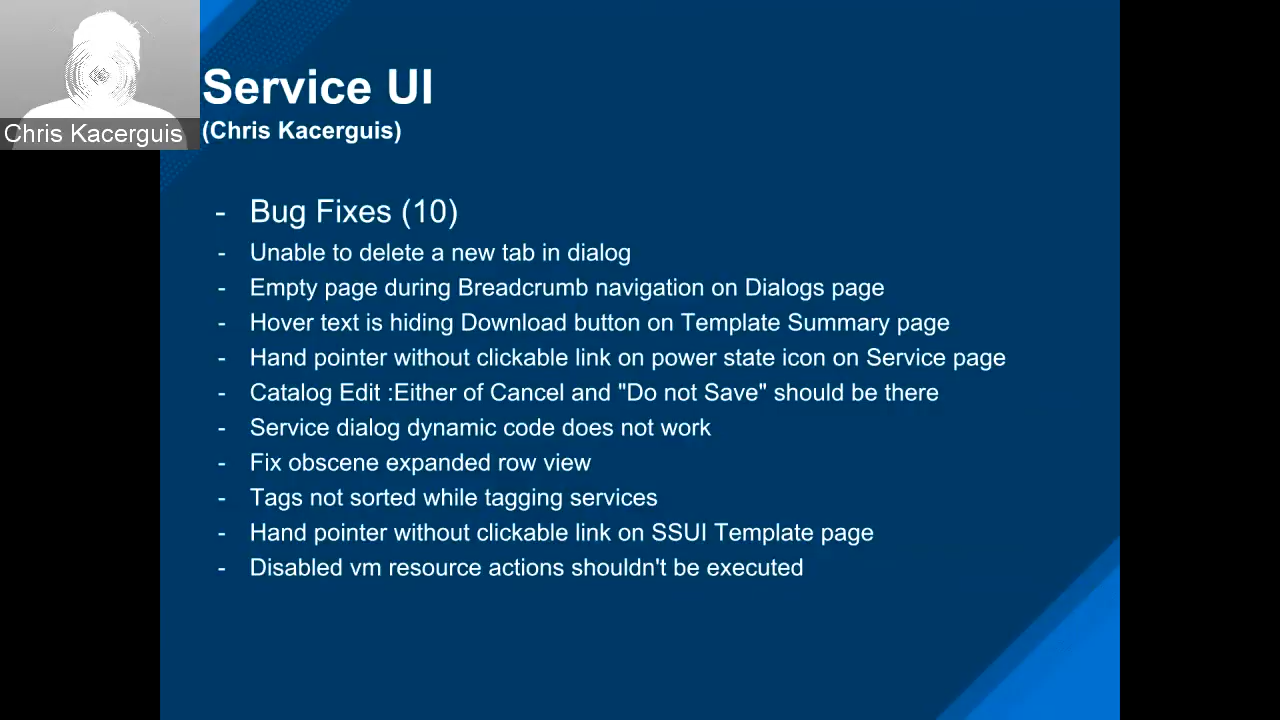 Chris Kacerguis
Service UI
(Chris Kacerguis)
- Bug Fixes (10)
- Unable to delete a new tab in dialog
- Empty page during Breadcrumb navigation on Dialogs page
- Hover text is hiding Download button on Template Summary page
- Hand pointer without clickable link on power state icon on Service page
- Catalog Edit :Either of Cancel and "Do not Save" should be there
- Service dialog dynamic code does not work
- Fix obscene expanded row view
- Tags not sorted while tagging services
- Hand pointer without clickable link on SSUI Template page
- Disabled vm resource actions shouldn't be executed